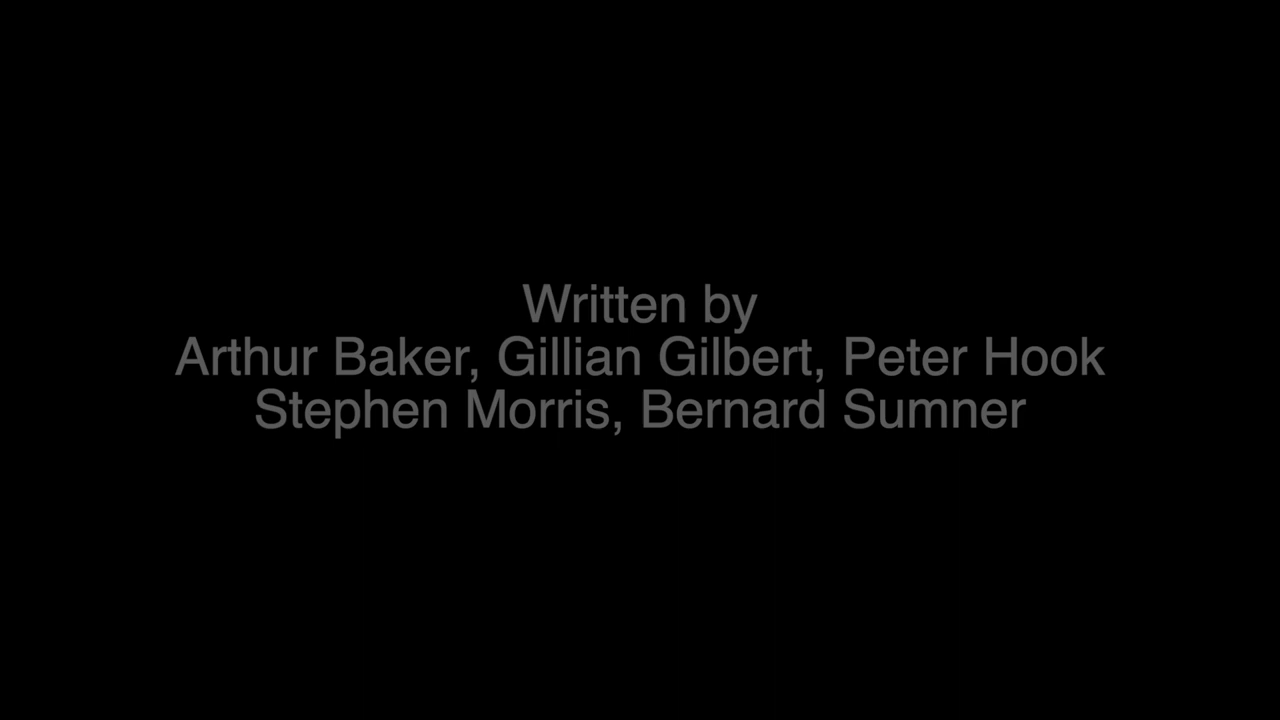 Written by
Arthur Baker, Gillian Gilbert, Peter Hook
Stephen Morris, Bernard Sumner